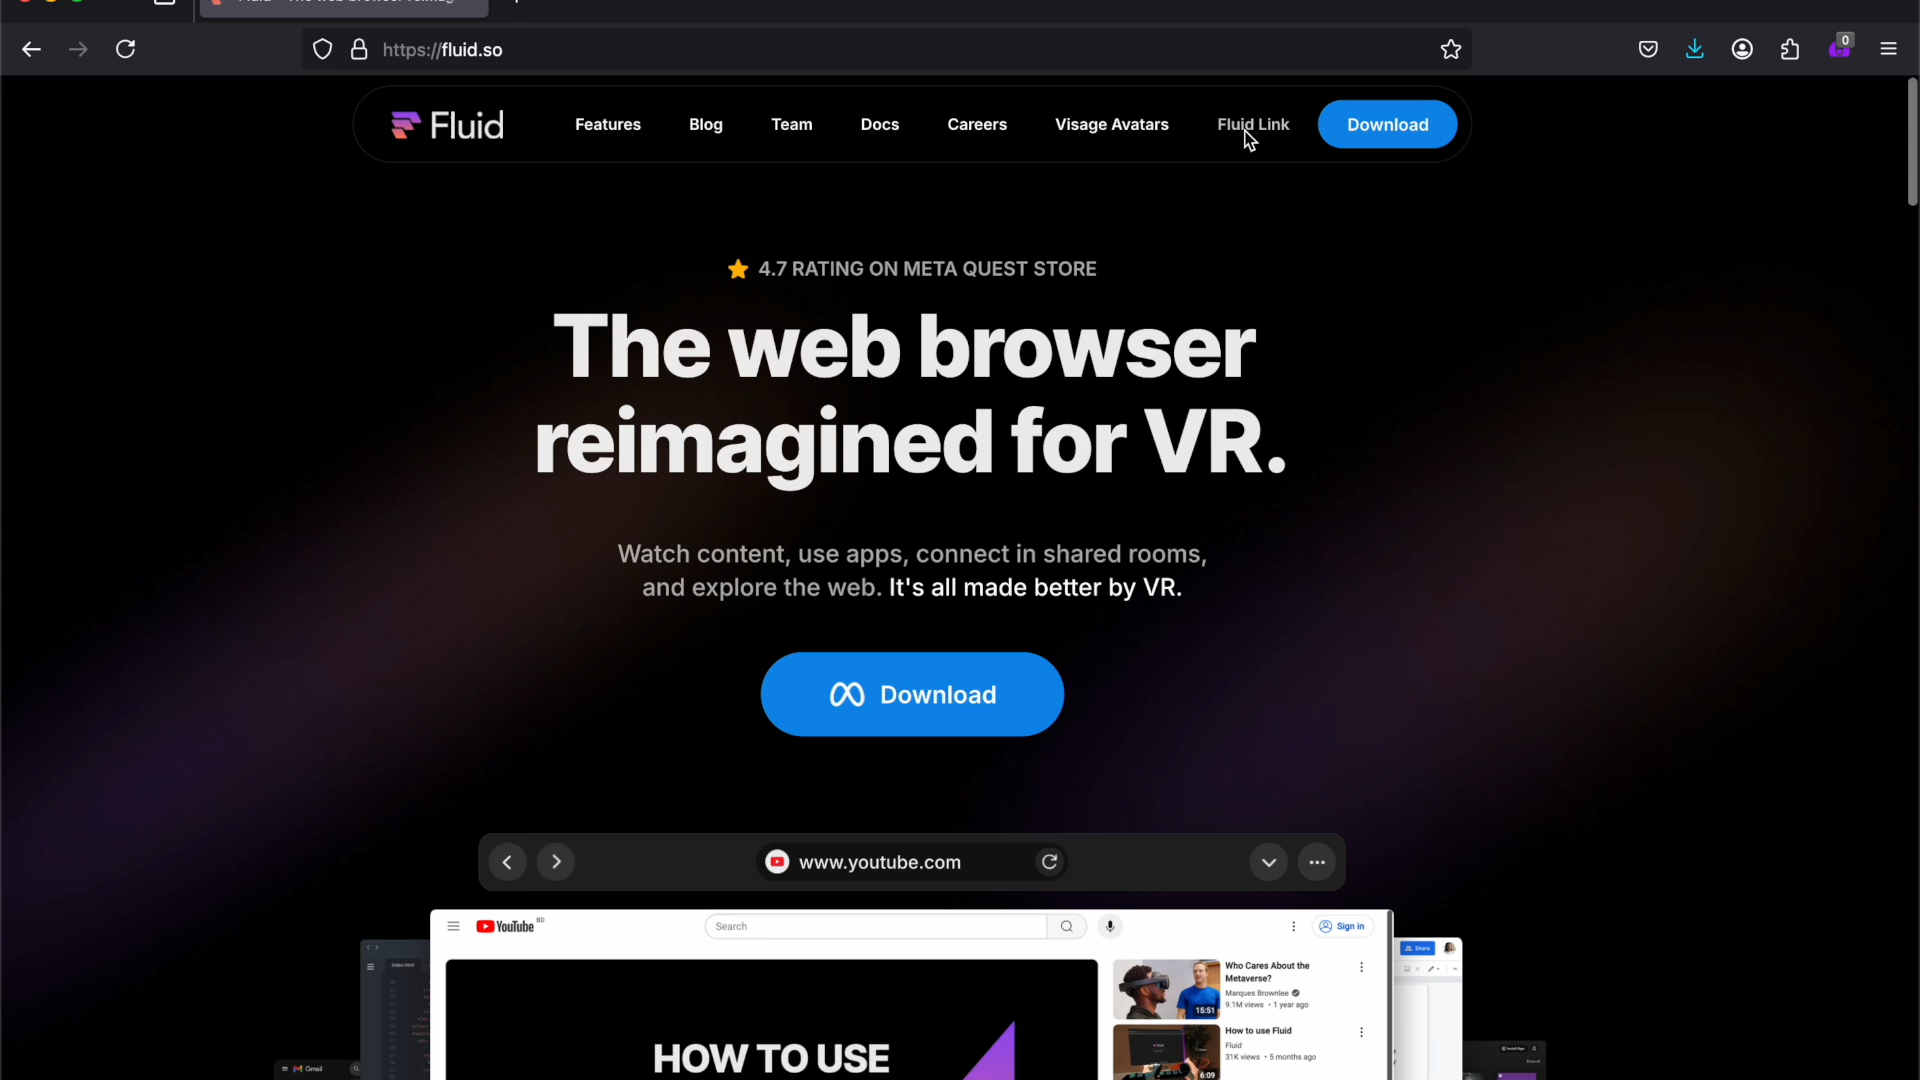 https://fluid.so
0
Fluid
Features
Blog
Team
Docs
Careers
Visage Avatars
Fluid Link
Download
4.7 RATING ON META QUEST STORE
The web browser
reimagined for VR.
Watch content, use apps, connect in shared rooms,
and explore the web. It's all made better by VR.
Download
www.youtube.com
YouTube BD
Search
Sign in
Share
index.html
Who Cares About the
Metaverse?
Marques Brownlee
9.1M views • 1 year ago
15:51
How to use Fluid
Fluid
31K views • 5 months ago
6:09
HOW TO USE
Gmail